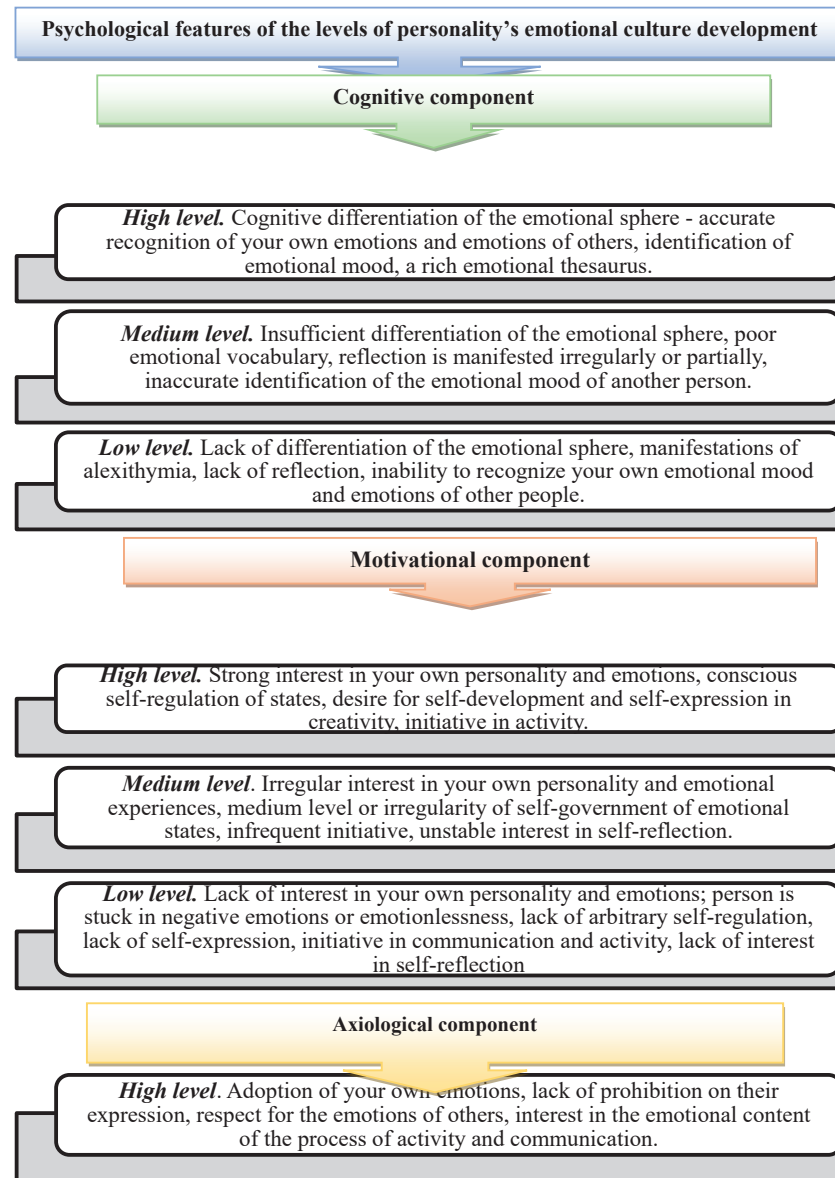 Psychological features of the levels of personality’s emotional culture development
Cognitive component
High level. Cognitive differentiation of the emotional sphere - accurate
recognition of your own emotions and emotions of others, identification of
emotional mood, a rich emotional thesaurus.
Medium level. Insufficient differentiation of the emotional sphere, poor
emotional vocabulary, reflection is manifested irregularly or partially,
inaccurate identification of the emotional mood of another person.
Low level. Lack of differentiation of the emotional sphere, manifestations of
alexithymia, lack of reflection, inability to recognize your own emotional mood
and emotions of other people.
Motivational component
High level. Strong interest in your own personality and emotions, conscious
self-regulation of states, desire for self-development and self-expression in
creativity, initiative in activity.
Medium level. Irregular interest in your own personality and emotional
experiences, medium level or irregularity of self-government of emotional
states, infrequent initiative, unstable interest in self-reflection.
Low level. Lack of interest in your own personality and emotions; person is
stuck in negative emotions or emotionlessness, lack of arbitrary self-regulation,
lack of self-expression, initiative in communication and activity, lack of interest
in self-reflection
Axiological component
High level. Adoption of your own emotions, lack of prohibition on their
expression, respect for the emotions of others, interest in the emotional content
of the process of activity and communication.